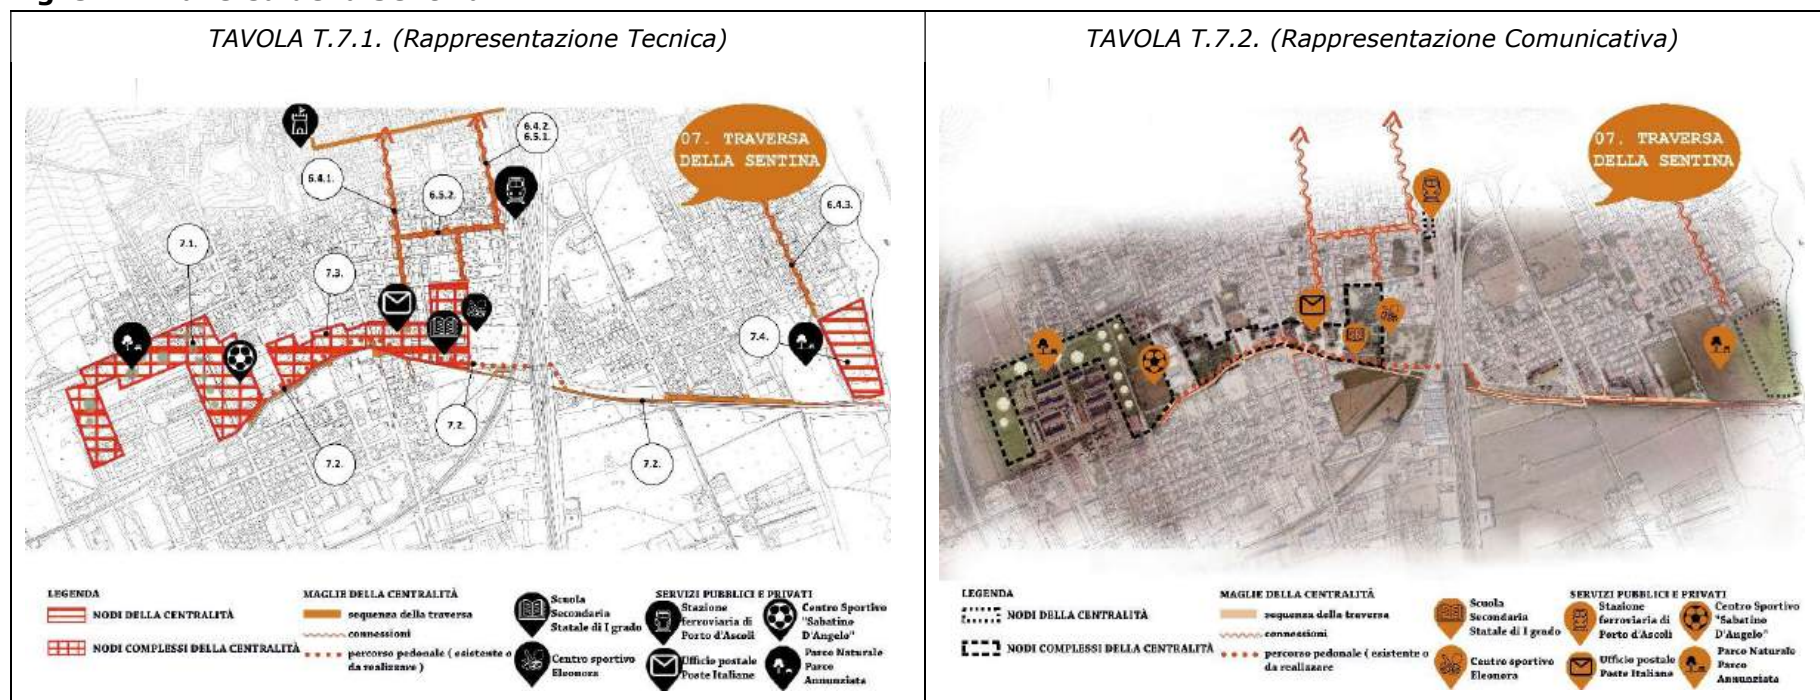 TAVOLA T.7.1. (Rappresentazione Tecnica)
07. TRAVERSA
DELLA SENTINA
6.4.2.
6.5.1.
6.4.1.
6.5.2.
6.4.3.
7.1.
7.3.
7.4.
7.2.
7.2.
7.2.
LEGENDA
NODI DELLA CENTRALITÀ
NODI COMPLESSI DELLA CENTRALITÀ
MAGLIE DELLA CENTRALITÀ
sequenza della traversa
connessioni
percorso pedonale ( esistente o
da realizzare )
Scuola
Secondaria
Statale di I grado
Centro sportivo
Eleonora
SERVIZI PUBBLICI E PRIVATI
Stazione
ferroviaria di
Porto d'Ascoli
Ufficio postale
Poste Italiane
Centro Sportivo
"Sabatino
D'Angelo"
Parco Naturale
Parco
Annunziata
TAVOLA T.7.2. (Rappresentazione Comunicativa)
07. TRAVERSA
DELLA SENTINA
LEGENDA
NODI DELLA CENTRALITÀ
NODI COMPLESSI DELLA CENTRALITÀ
MAGLIE DELLA CENTRALITÀ
sequenza della traversa
connessioni
percorso pedonale ( esistente o
da realizzare
Scuola
Secondaria
Statale di I grado
Centro sportivo
Eleonora
SERVIZI PUBBLICI E PRIVATI
Stazione
ferroviaria di
Porto d'Ascoli
Ufficio postale
Poste Italiane
Centro Sportivo
"Sabatino
D'Angelo"
Parco Naturale
Parco
Annunziata